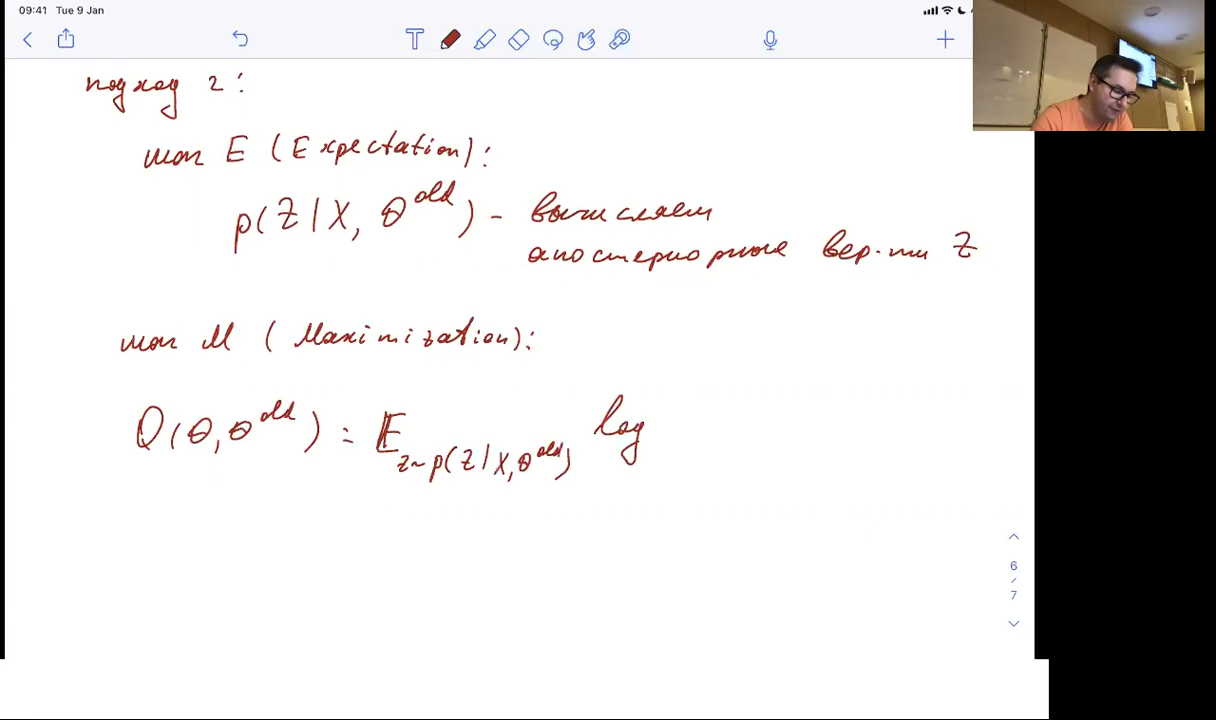 09:41 Tue 9 Jan
подход 2:
шаг E (Expectation):
p(Z | X, θ^old) - вычисляем
апостериорные вер-ти Z
шаг M (Maximization):
Q(θ, θ^old) = E_{z~p(Z|X,θ^old)} log
6
/
7